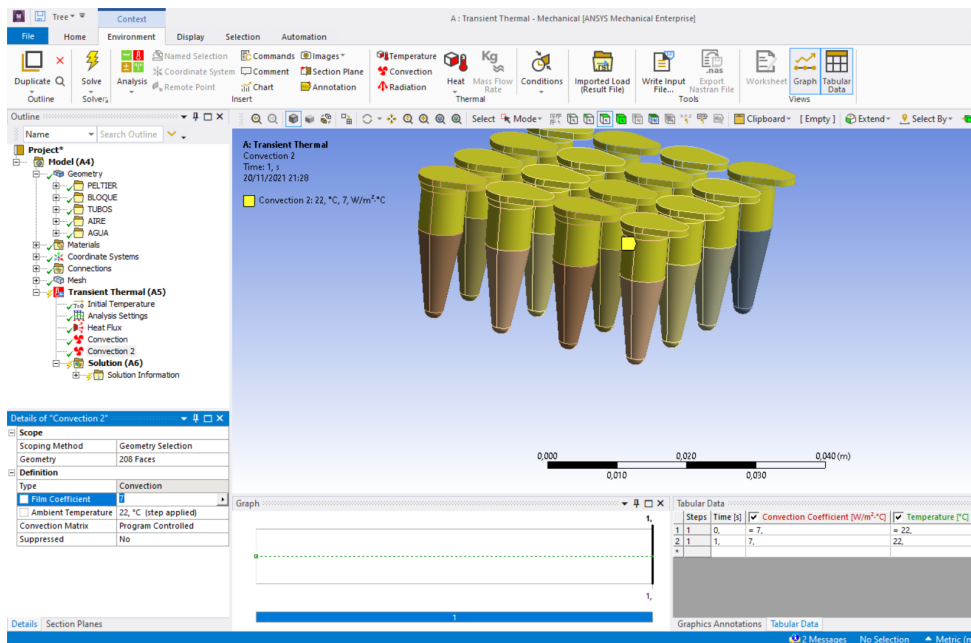 Tree
Context
A : Transient Thermal - Mechanical [ANSYS Mechanical Enterprise]
File Home Environment Display Selection Automation
Duplicate
Outline
Solve
Solver
Analysis
Named Selection
Coordinate System
Remote Point
Commands
Comment
Chart
Images
Section Plane
Annotation
Insert
Temperature
Convection
Radiation
Heat
Mass Flow Rate
Thermal
Conditions
Imported Load (Result File)
Write Input File...
Export Nastran File
Tools
Worksheet
Graph
Tabular Data
Views
Outline
Name Search Outline
Select Mode Clipboard [ Empty ] Extend Select By
Project*
Model (A4)
Geometry
PELTIER
BLOQUE
TUBOS
AIRE
AGUA
Materials
Coordinate Systems
Connections
Mesh
Transient Thermal (A5)
Initial Temperature
Analysis Settings
Heat Flux
Convection
Convection 2
Solution (A6)
Solution Information
A: Transient Thermal
Convection 2
Time: 1, s
20/11/2021 21:28
Convection 2: 22, °C, 7, W/m²·°C
0,000 0,020 0,040 (m)
0,010 0,030
Details of "Convection 2"
Scope
Scoping Method Geometry Selection
Geometry 208 Faces
Definition
Type Convection
Film Coefficient 7
Ambient Temperature 22, °C (step applied)
Convection Matrix Program Controlled
Suppressed No
Details Section Planes
Graph
1,
1,
1
Tabular Data
Steps Time [s] Convection Coefficient [W/m²·°C] Temperature [°C]
1 1 0, = 7, = 22,
2 1 1, 7, 22,
*
Graphics Annotations Tabular Data
2 Messages No Selection Metric (m